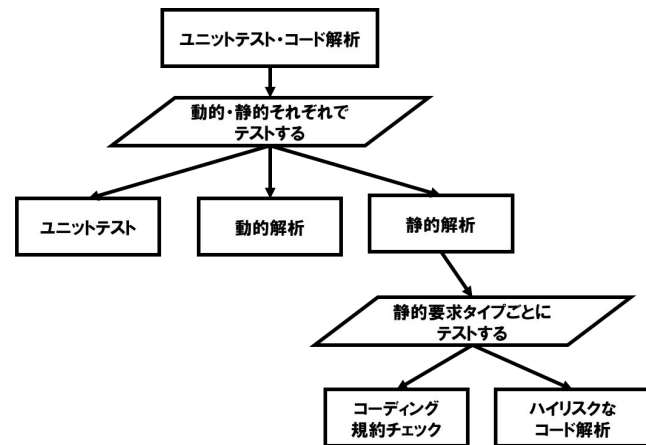 ユニットテスト・コード解析
動的・静的それぞれで
テストする
ユニットテスト
動的解析
静的解析
静的要求タイプごとに
テストする
コーディング
規約チェック
ハイリスクな
コード解析